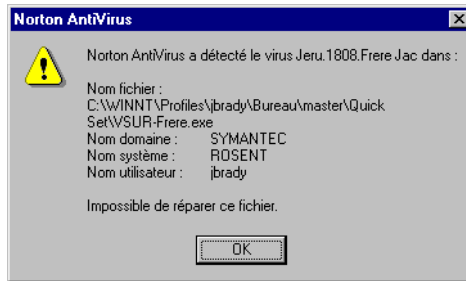 Norton AntiVirus
Norton AntiVirus a détecté le virus Jeru.1808.Frere Jac dans :
Nom fichier :
C:\WINNT\Profiles\jbrady\Bureau\master\Quick
Set\VSUR-Frere.exe
Nom domaine : SYMANTEC
Nom système : ROSENT
Nom utilisateur : jbrady
Impossible de réparer ce fichier.
OK